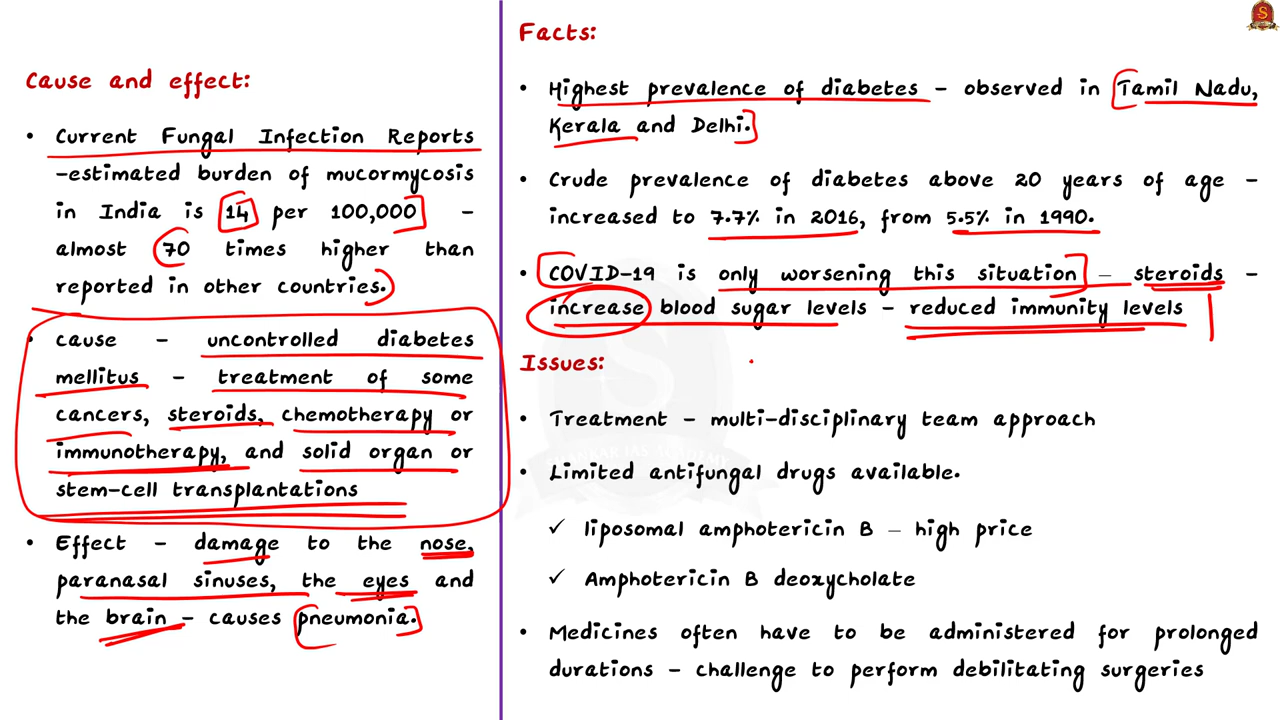 Cause and effect:
• Current Fungal Infection Reports
-estimated burden of mucormycosis
in India is 14 per 100,000 –
almost 70 times higher than
reported in other countries.
• cause – uncontrolled diabetes
mellitus – treatment of some
cancers, steroids, chemotherapy or
immunotherapy, and solid organ or
stem-cell transplantations
• Effect – damage to the nose,
paranasal sinuses, the eyes and
the brain – causes pneumonia.
Facts:
• Highest prevalence of diabetes – observed in Tamil Nadu,
Kerala and Delhi.
• Crude prevalence of diabetes above 20 years of age –
increased to 7.7% in 2016, from 5.5% in 1990.
• COVID-19 is only worsening this situation – steroids –
increase blood sugar levels – reduced immunity levels
Issues:
• Treatment – multi-disciplinary team approach
• Limited antifungal drugs available.
✓ liposomal amphotericin B – high price
✓ Amphotericin B deoxycholate
• Medicines often have to be administered for prolonged
durations – challenge to perform debilitating surgeries